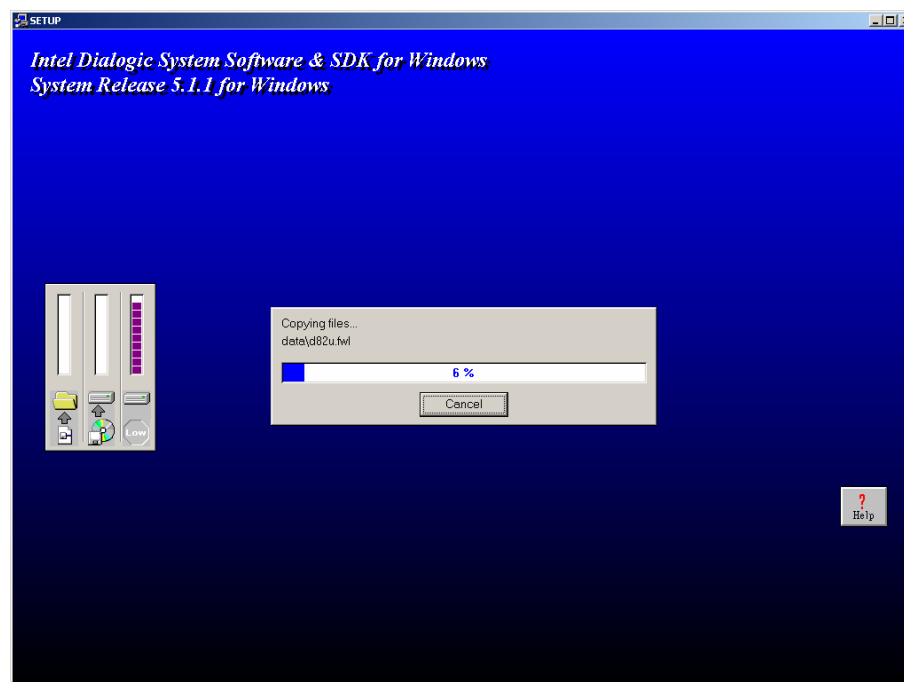 SETUP
Intel Dialogic System Software & SDK for Windows
System Release 5.1.1 for Windows
Copying files...
data\d82u.fwl
6 %
Cancel
Low
?
Help